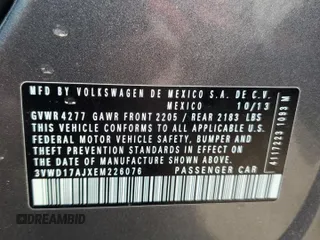 MFD. BY VOLKSWAGEN DE MEXICO S.A. DE C.V.
MEXICO 10/13
GVWR 4277 GAWR FRONT 2205 / REAR 2183 LBS
THIS VEHICLE CONFORMS TO ALL APPLICABLE U.S.
FEDERAL MOTOR VEHICLE SAFETY, BUMPER AND
THEFT PREVENTION STANDARDS IN EFFECT ON THE
DATE OF MANUFACTURE SHOWN ABOVE.
3VWD17AJXEM226076 PASSENGER CAR
4117223 1093 M
DREAMBID